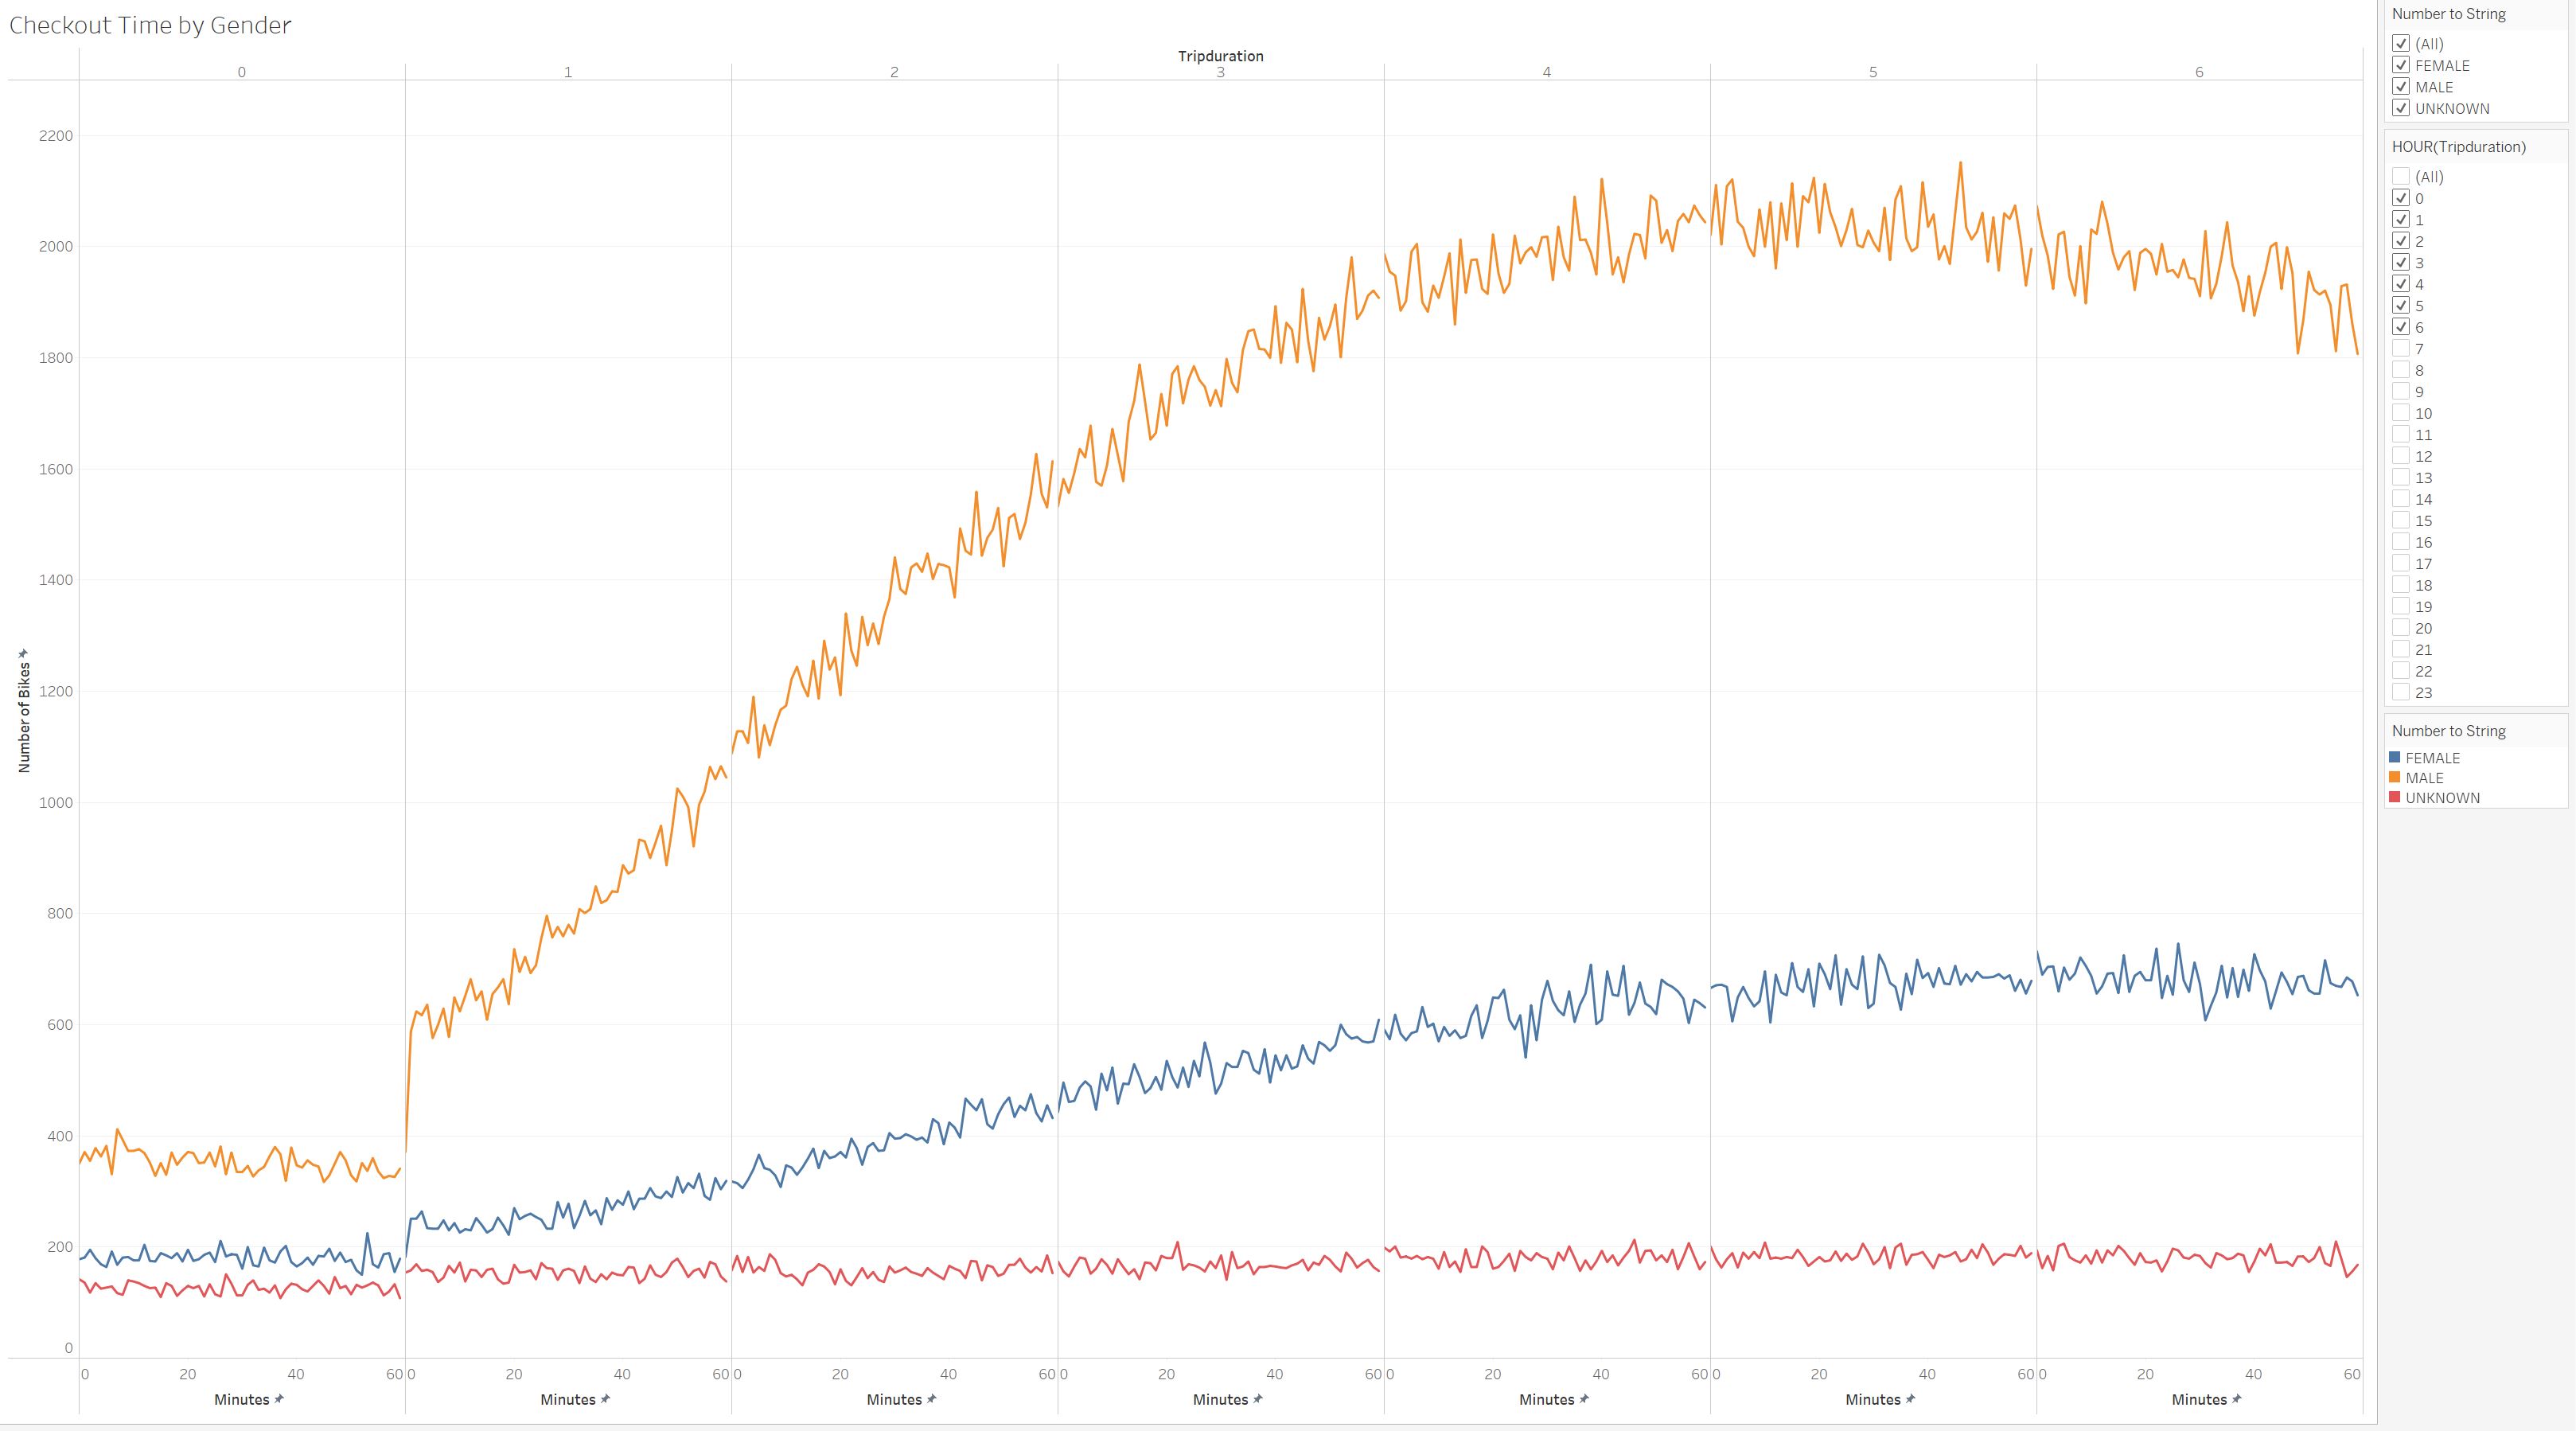 Checkout Time by Gender
Tripduration
0 1 2 3 4 5 6
2200
2000
1800
1600
1400
1200
1000
800
600
400
200
0
Number of Bikes
0 20 40 60 0 20 40 60 0 20 40 60 0 20 40 60 0 20 40 60 0 20 40 60 0 20 40 60
Minutes Minutes Minutes Minutes Minutes Minutes Minutes
Number to String
(All)
FEMALE
MALE
UNKNOWN
HOUR(Tripduration)
(All)
0
1
2
3
4
5
6
7
8
9
10
11
12
13
14
15
16
17
18
19
20
21
22
23
Number to String
FEMALE
MALE
UNKNOWN